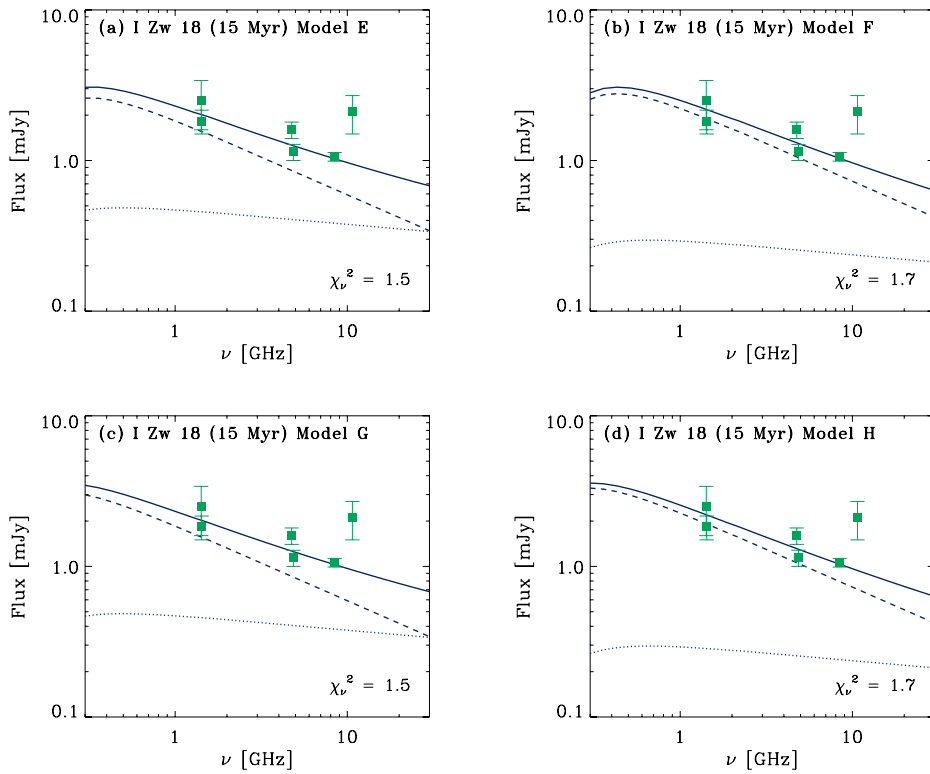 (a) I Zw 18 (15 Myr) Model E
10.0
1.0
0.1
Flux [mJy]
χν² = 1.5
1
10
ν [GHz]
(b) I Zw 18 (15 Myr) Model F
10.0
1.0
0.1
Flux [mJy]
χν² = 1.7
1
10
ν [GHz]
(c) I Zw 18 (15 Myr) Model G
10.0
1.0
0.1
Flux [mJy]
χν² = 1.5
1
10
ν [GHz]
(d) I Zw 18 (15 Myr) Model H
10.0
1.0
0.1
Flux [mJy]
χν² = 1.7
1
10
ν [GHz]